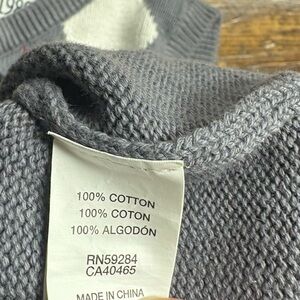 100% COTTON
100% COTON
100% ALGODÓN
RN59284
CA40465
MADE IN CHINA